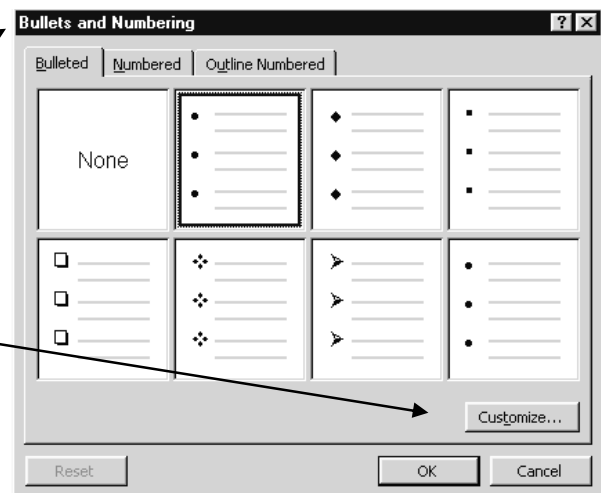 Bullets and Numbering
Bulleted Numbered Outline Numbered
None
Customize...
Reset OK Cancel